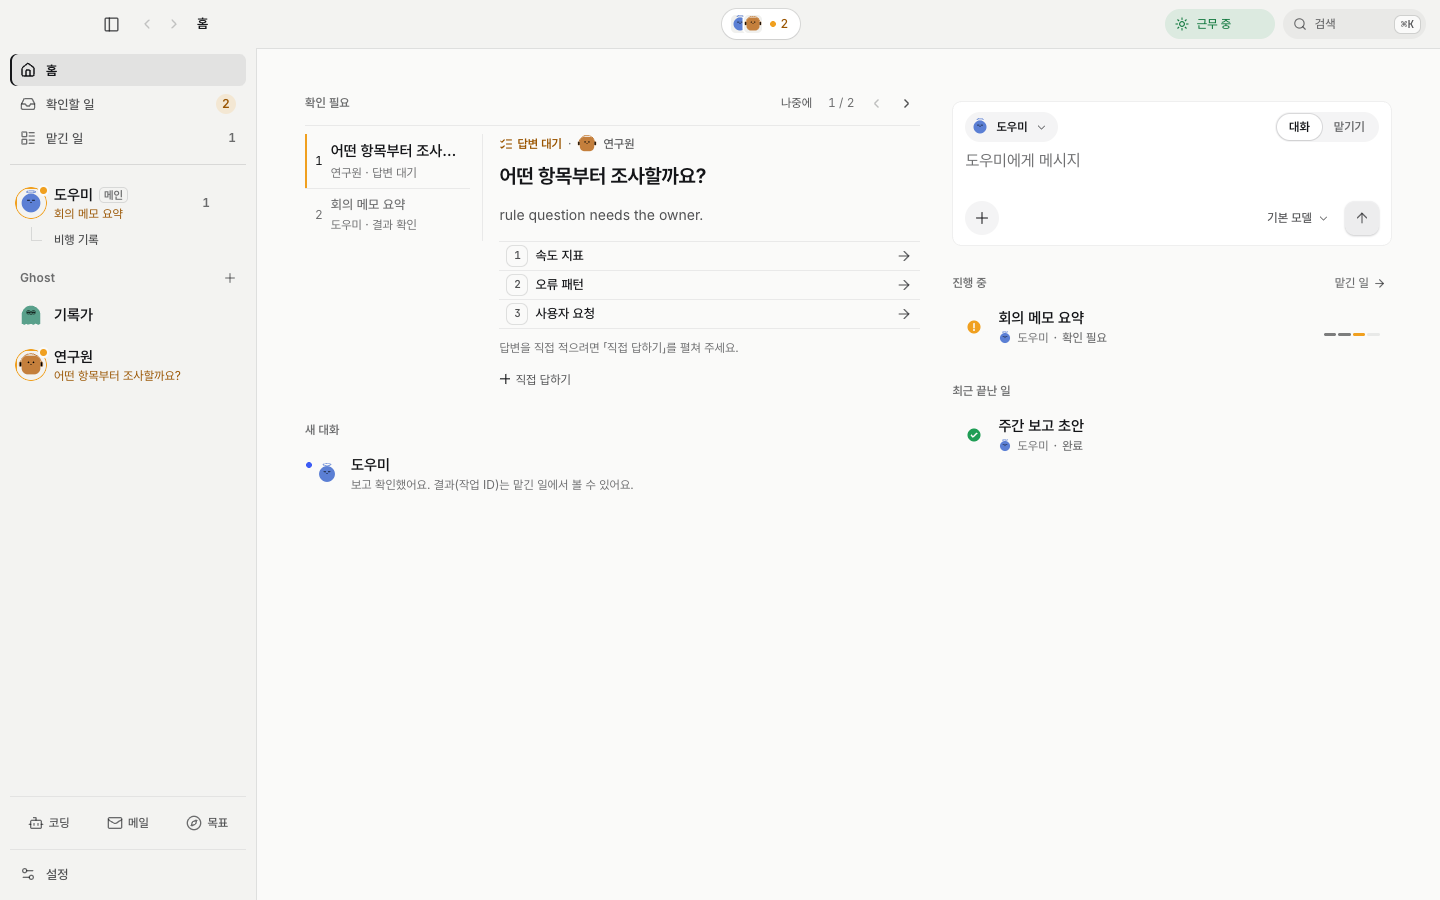 홈
2
근무 중
검색
⌘K
홈
확인할 일
2
맡긴 일
1
도우미 메인
회의 메모 요약
1
비행 기록
Ghost
기록가
연구원
어떤 항목부터 조사할까요?
코딩
메일
목표
설정
확인 필요
나중에
1 / 2
1
어떤 항목부터 조사...
연구원 · 답변 대기
2
회의 메모 요약
도우미 · 결과 확인
답변 대기 · 연구원
어떤 항목부터 조사할까요?
rule question needs the owner.
1 속도 지표
2 오류 패턴
3 사용자 요청
답변을 직접 적으려면 「직접 답하기」를 펼쳐 주세요.
직접 답하기
새 대화
도우미
보고 확인했어요. 결과(작업 ID)는 맡긴 일에서 볼 수 있어요.
도우미
대화
맡기기
도우미에게 메시지
기본 모델
진행 중
맡긴 일
회의 메모 요약
도우미 · 확인 필요
최근 끝난 일
주간 보고 초안
도우미 · 완료